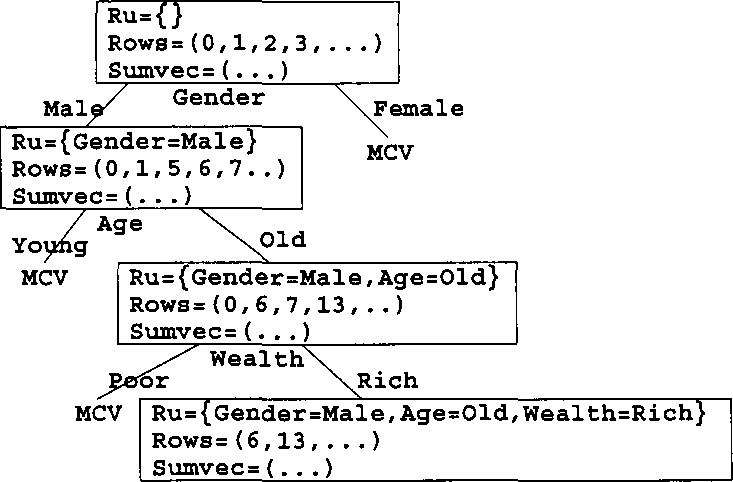 Ru={}
Rows=(0,1,2,3,...)
Sumvec=(...)
Male Gender Female
Ru={Gender=Male}
Rows=(0,1,5,6,7..)
Sumvec=(...)
MCV
Young Age Old
MCV
Ru={Gender=Male,Age=Old}
Rows=(0,6,7,13,..)
Sumvec=(...)
Poor Wealth Rich
MCV
Ru={Gender=Male,Age=Old,Wealth=Rich}
Rows=(6,13,...)
Sumvec=(...)